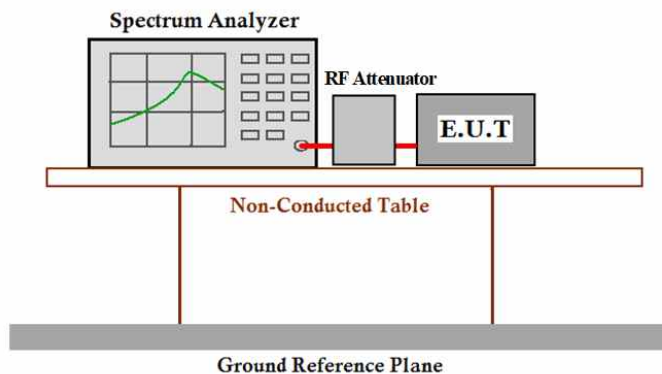 Spectrum Analyzer
RF Attenuator
E.U.T
Non-Conducted Table
Ground Reference Plane